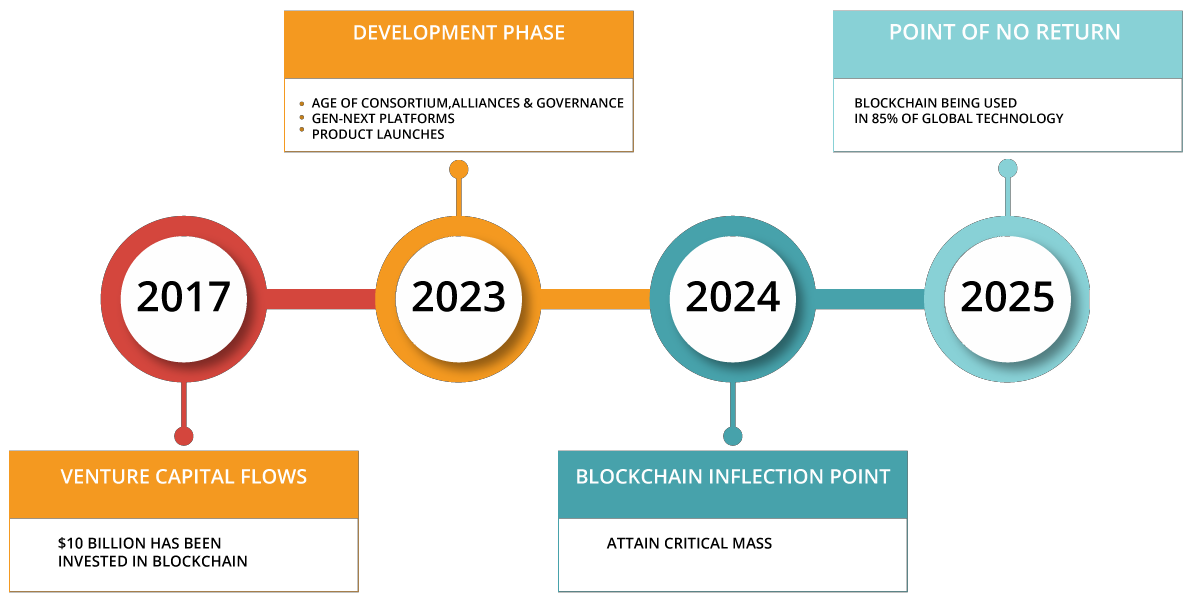 DEVELOPMENT PHASE
AGE OF CONSORTIUM,ALLIANCES & GOVERNANCE
GEN-NEXT PLATFORMS
PRODUCT LAUNCHES
POINT OF NO RETURN
BLOCKCHAIN BEING USED
IN 85% OF GLOBAL TECHNOLOGY
2017
2023
2024
2025
VENTURE CAPITAL FLOWS
$10 BILLION HAS BEEN
INVESTED IN BLOCKCHAIN
BLOCKCHAIN INFLECTION POINT
ATTAIN CRITICAL MASS